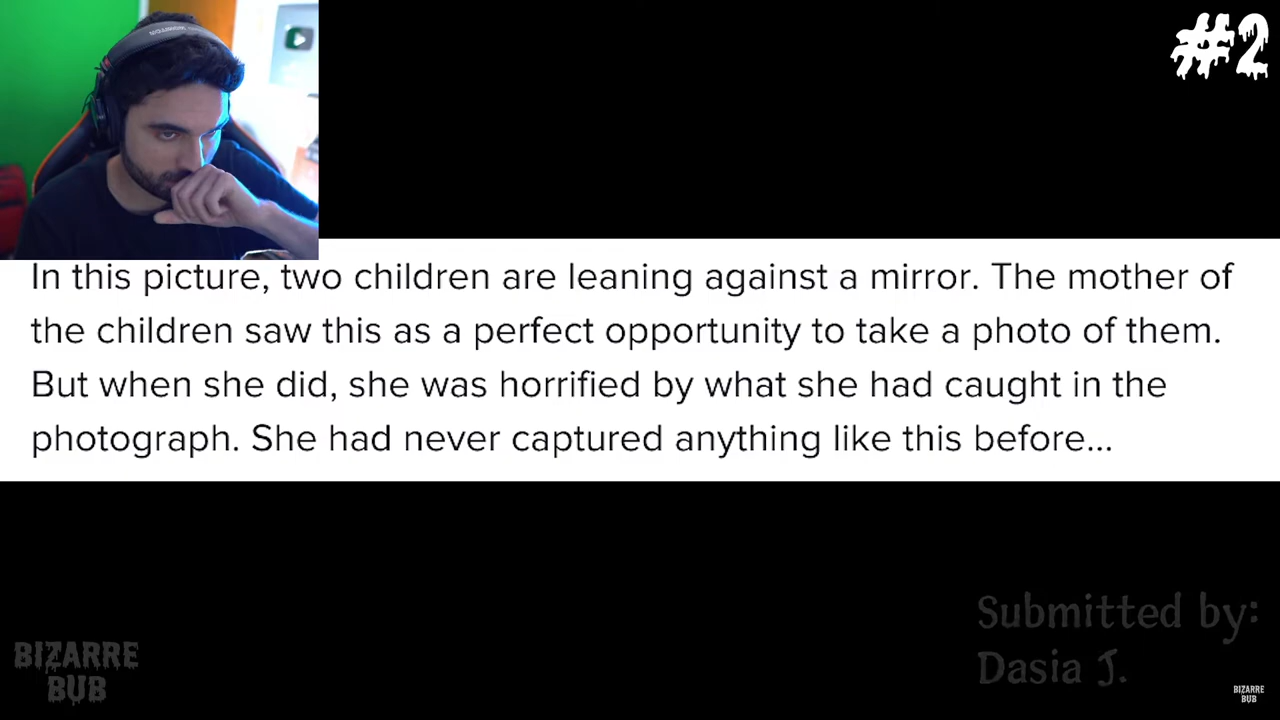 #2
In this picture, two children are leaning against a mirror. The mother of
the children saw this as a perfect opportunity to take a photo of them.
But when she did, she was horrified by what she had caught in the
photograph. She had never captured anything like this before...
Submitted by:
Dasia J.
BIZARRE
BUB
BIZARRE
BUB